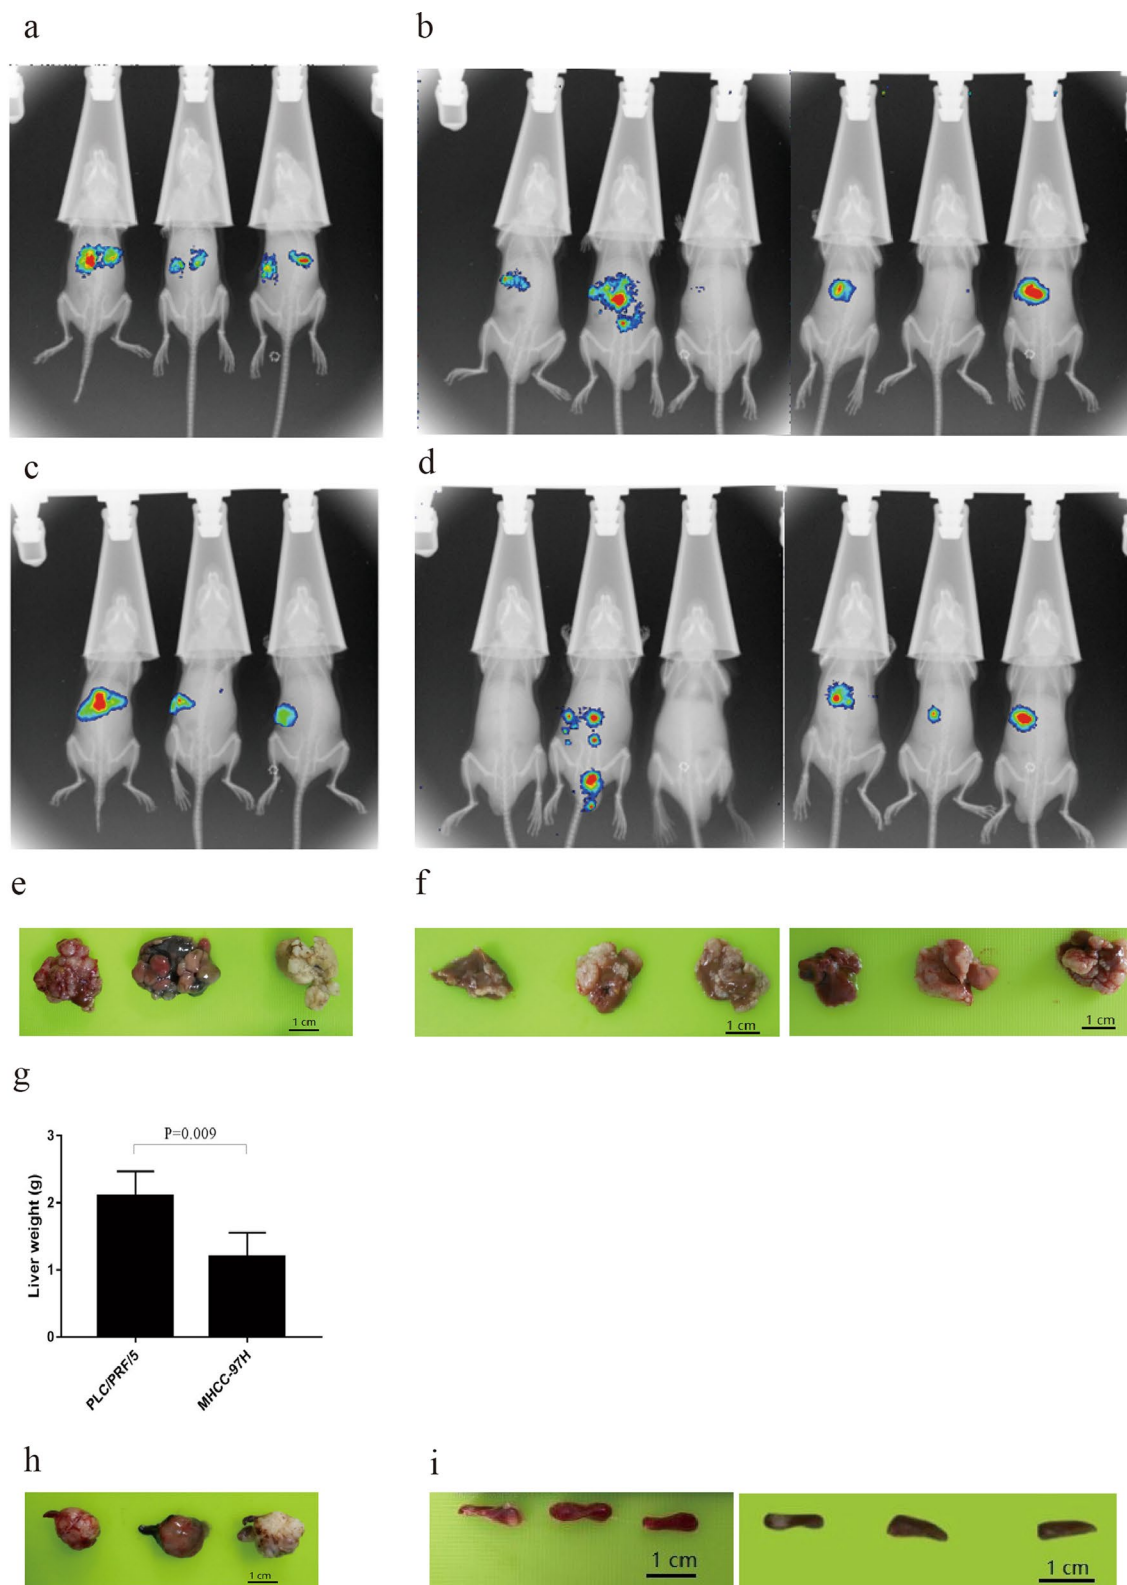 a
b
c
d
e
f
1 cm
1 cm
1 cm
g
P=0.009
3
2
1
0
Liver weight (g)
PLC/PRF/5
MHCC-97H
h
i
1 cm
1 cm
1 cm